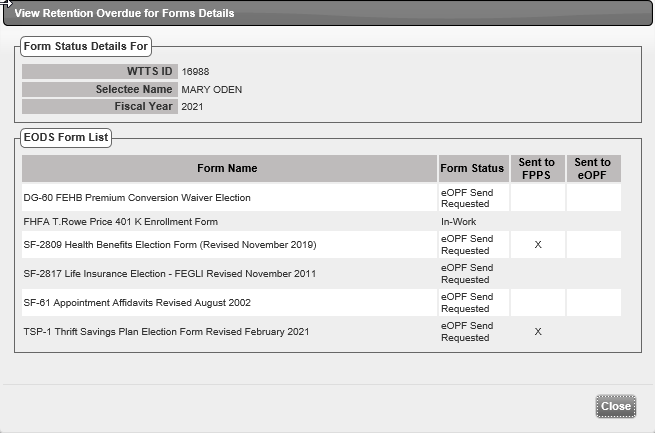 View Retention Overdue for Forms Details
Form Status Details For
WTTS ID 16988
Selectee Name MARY ODEN
Fiscal Year 2021
EODS Form List
Form Name Form Status Sent to FPPS Sent to eOPF
DG-60 FEHB Premium Conversion Waiver Election eOPF Send Requested
FHFA T.Rowe Price 401 K Enrollment Form In-Work
SF-2809 Health Benefits Election Form (Revised November 2019) eOPF Send Requested X
SF-2817 Life Insurance Election - FEGLI Revised November 2011 eOPF Send Requested
SF-61 Appointment Affidavits Revised August 2002 eOPF Send Requested
TSP-1 Thrift Savings Plan Election Form Revised February 2021 eOPF Send Requested X
Close